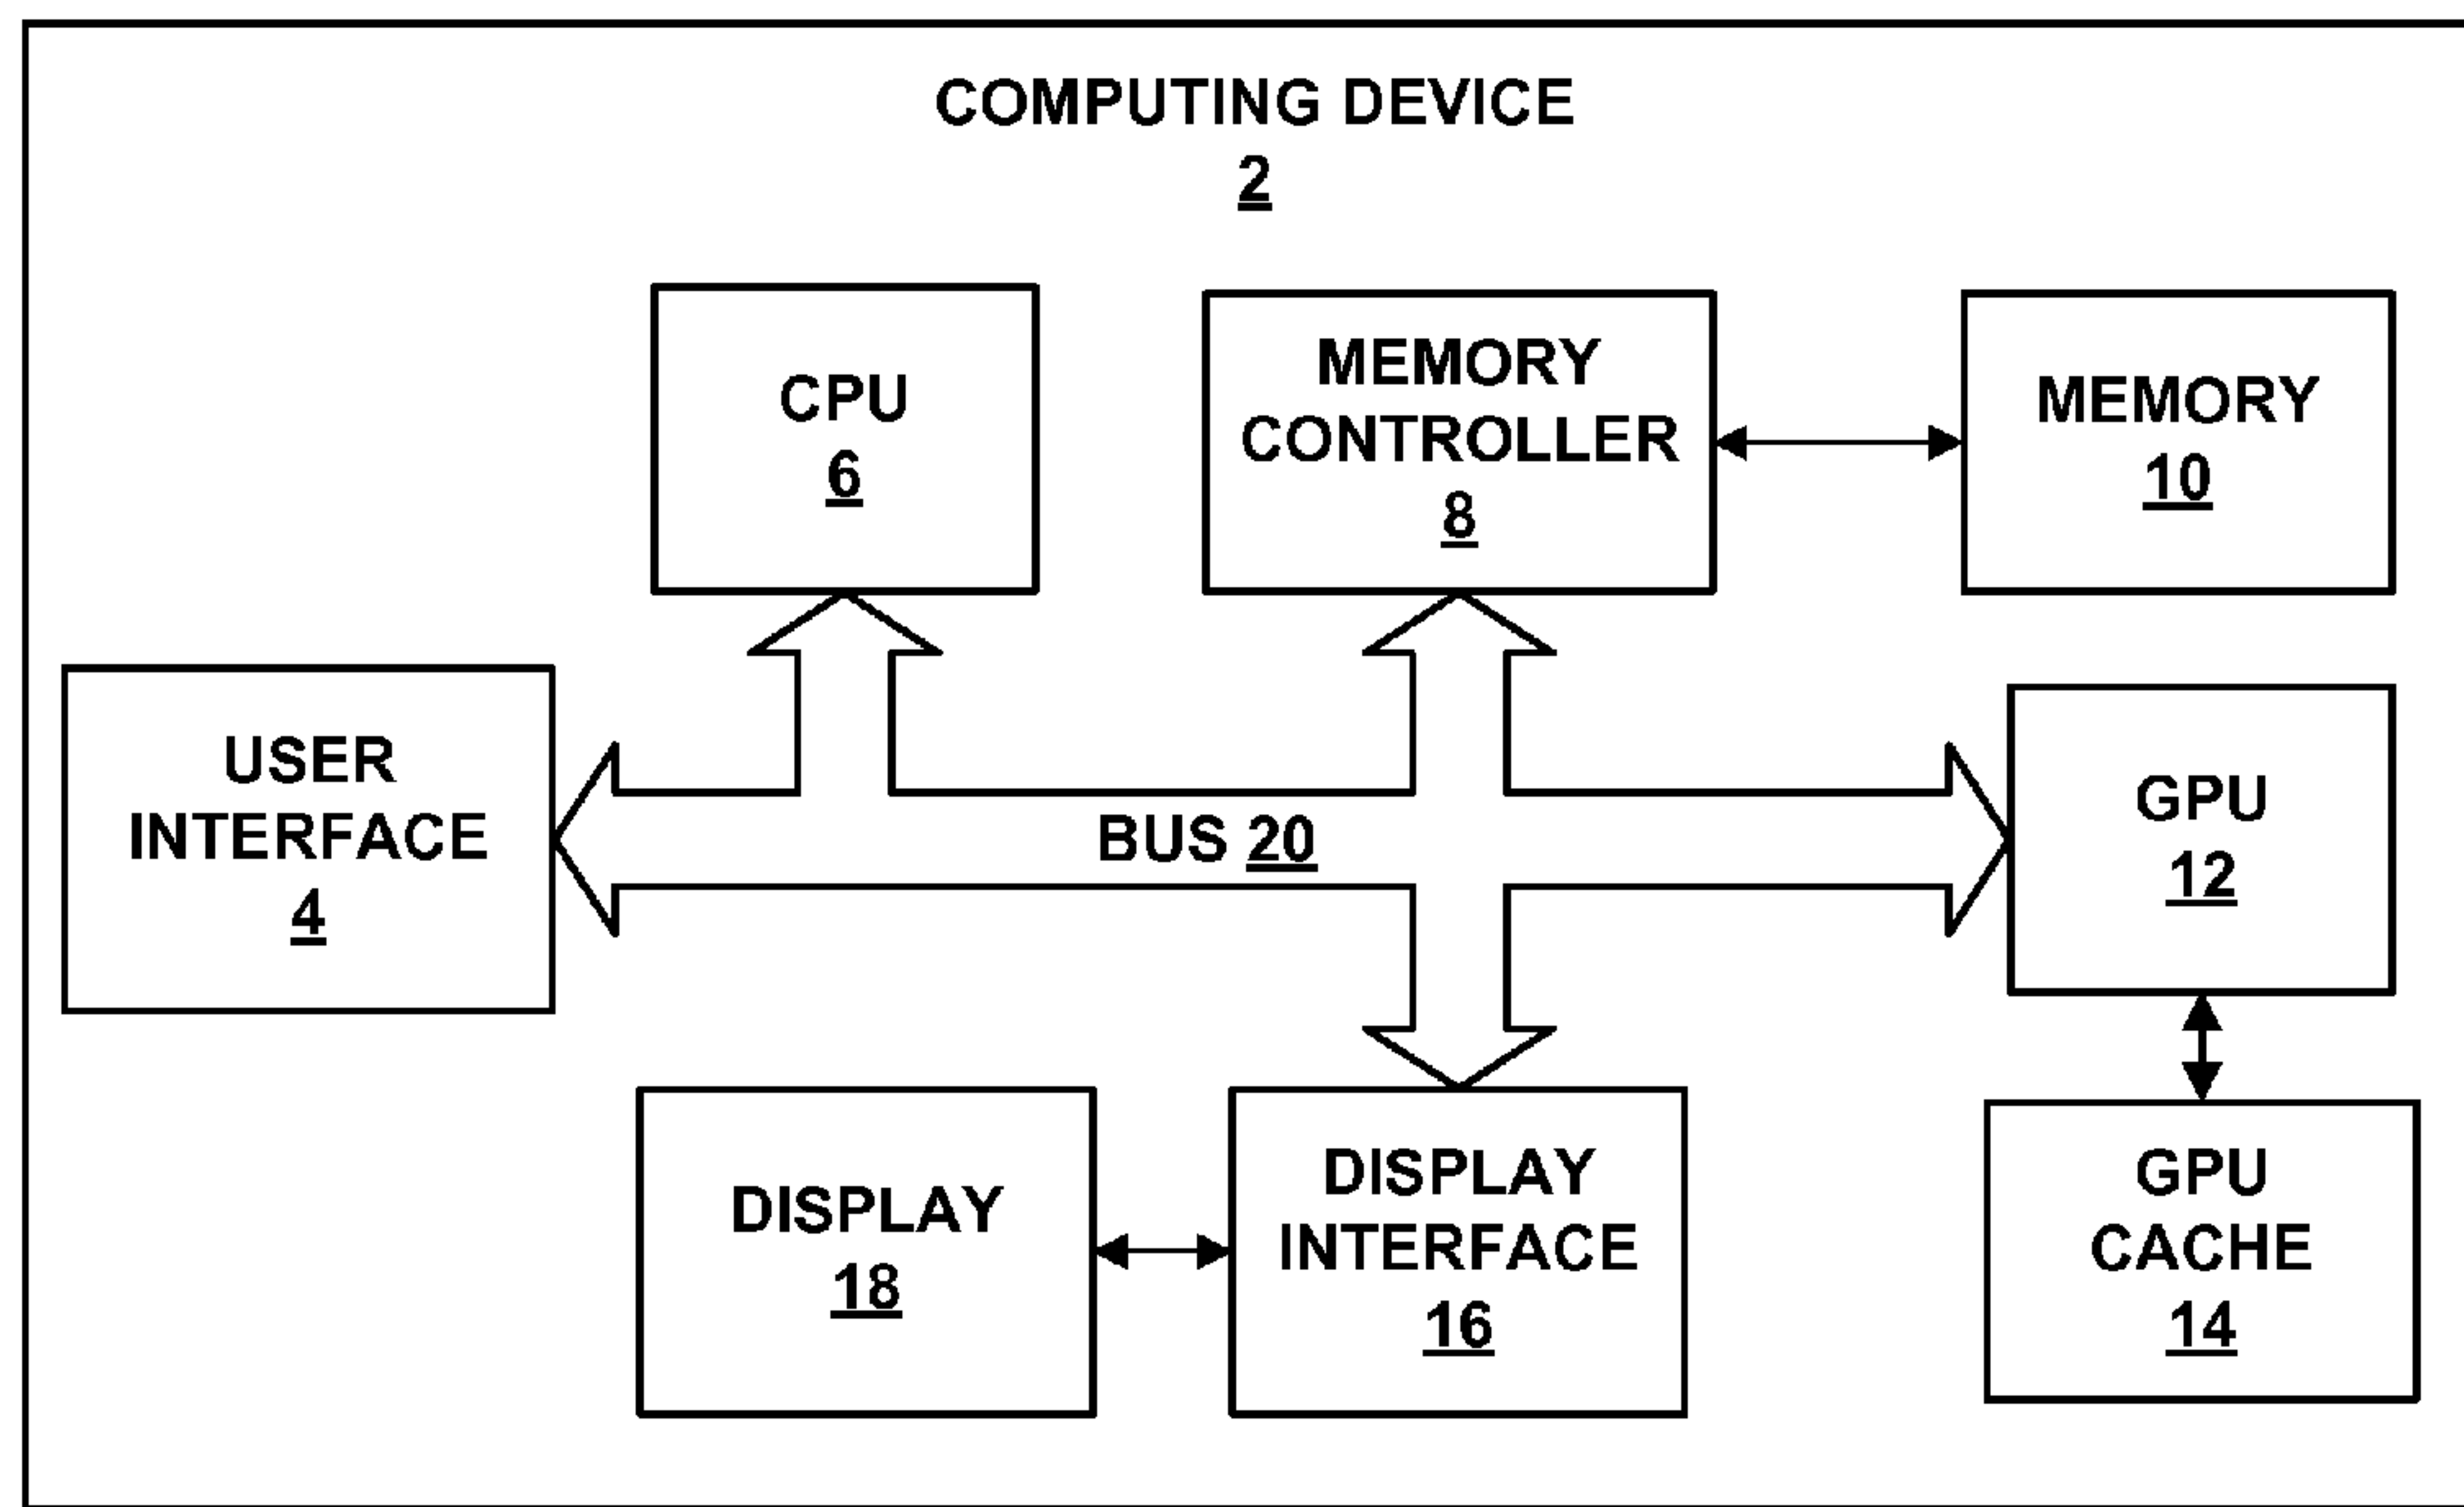 COMPUTING DEVICE
2
CPU
6
MEMORY
CONTROLLER
8
MEMORY
10
USER
INTERFACE
4
BUS 20
GPU
12
DISPLAY
18
DISPLAY
INTERFACE
16
GPU
CACHE
14